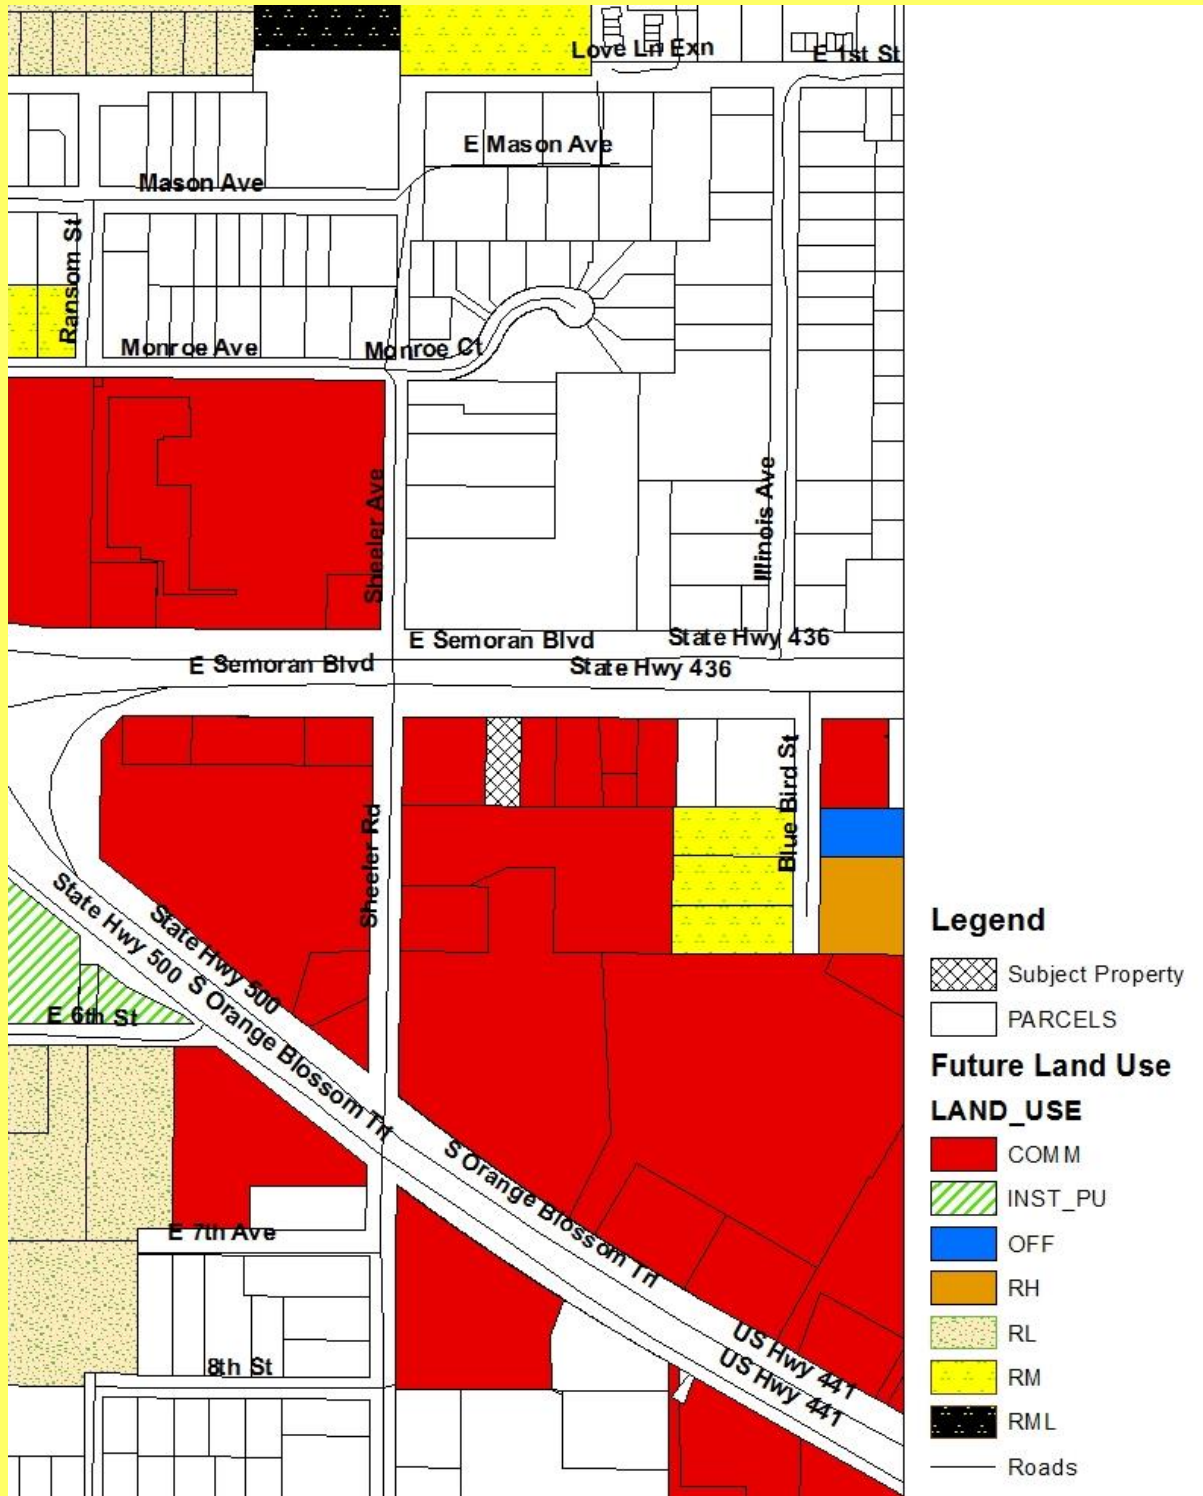 Love Ln Exn
E 1st St
E Mason Ave
Mason Ave
Ransom St
Monroe Ave
Monroe Ct
Sheeler Ave
Illinois Ave
E Semoran Blvd
State Hwy 436
E Semoran Blvd
State Hwy 436
Blue Bird St
Sheeler Rd
State Hwy 500
State Hwy 500
S Orange Blossom Trl
E 6th St
S Orange Blossom Trl
E 7th Ave
8th St
US Hwy 441
US Hwy 441
Legend
Subject Property
PARCELS
Future Land Use
LAND_USE
COMM
INST_PU
OFF
RH
RL
RM
RML
Roads